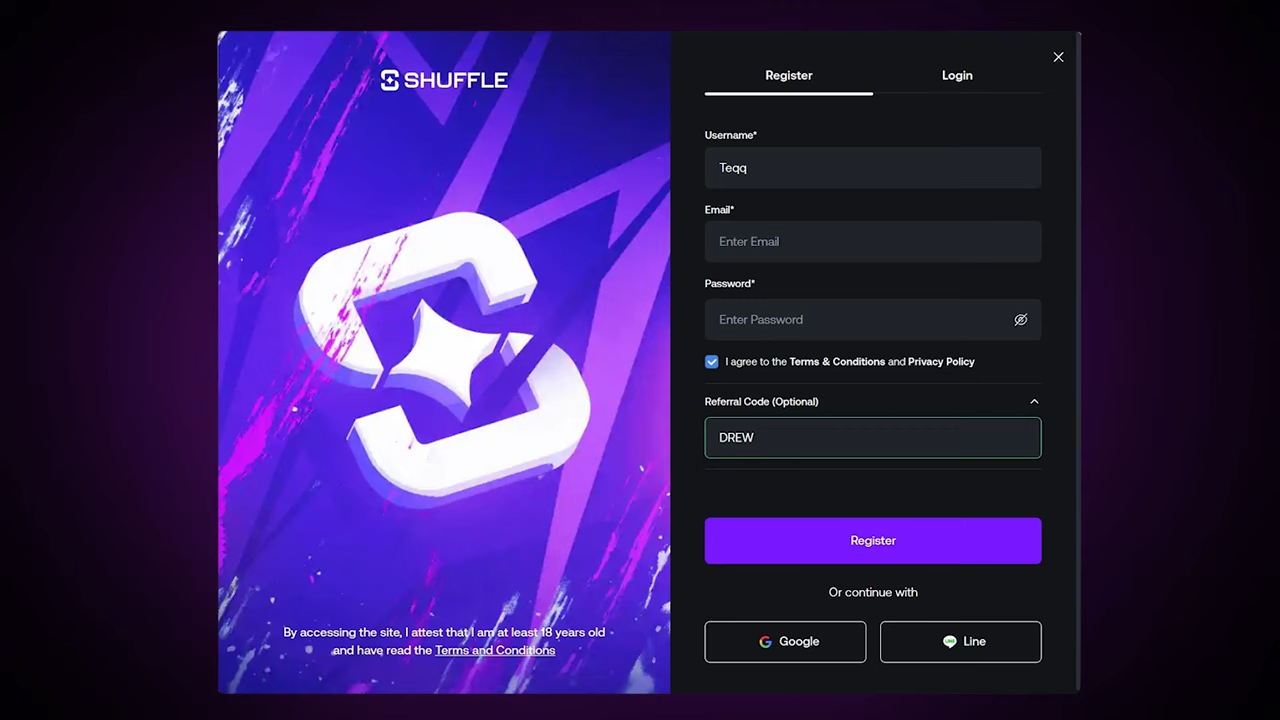 SHUFFLE
By accessing the site, I attest that I am at least 18 years old
and have read the Terms and Conditions
Register
Login
Username*
Teqq
Email*
Enter Email
Password*
Enter Password
I agree to the Terms & Conditions and Privacy Policy
Referral Code (Optional)
DREW
Register
Or continue with
Google
LINE
Line